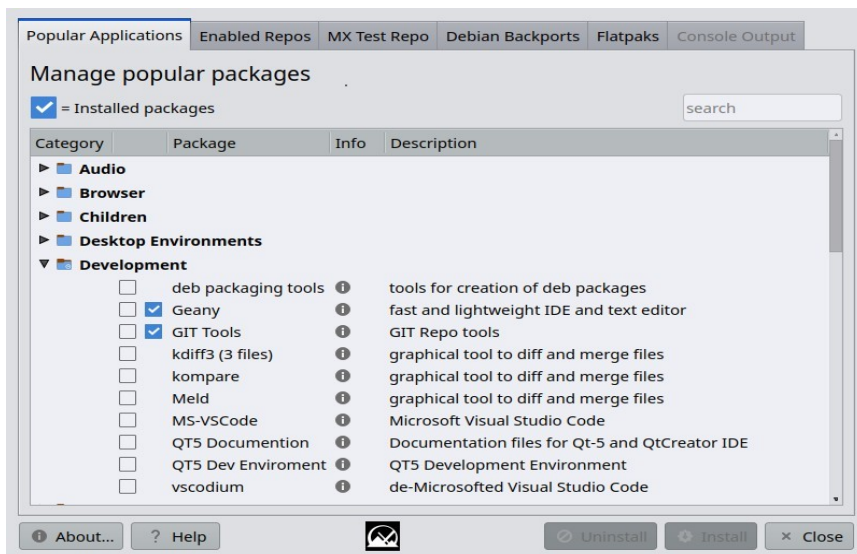 Popular Applications Enabled Repos MX Test Repo Debian Backports Flatpaks Console Output
Manage popular packages
= Installed packages search
Category Package Info Description
Audio
Browser
Children
Desktop Environments
Development
deb packaging tools tools for creation of deb packages
Geany fast and lightweight IDE and text editor
GIT Tools GIT Repo tools
kdiff3 (3 files) graphical tool to diff and merge files
kompare graphical tool to diff and merge files
Meld graphical tool to diff and merge files
MS-VSCode Microsoft Visual Studio Code
QT5 Documention Documentation files for Qt-5 and QtCreator IDE
QT5 Dev Enviroment QT5 Development Environment
vscodium de-Microsofted Visual Studio Code
About... ? Help Uninstall Install × Close